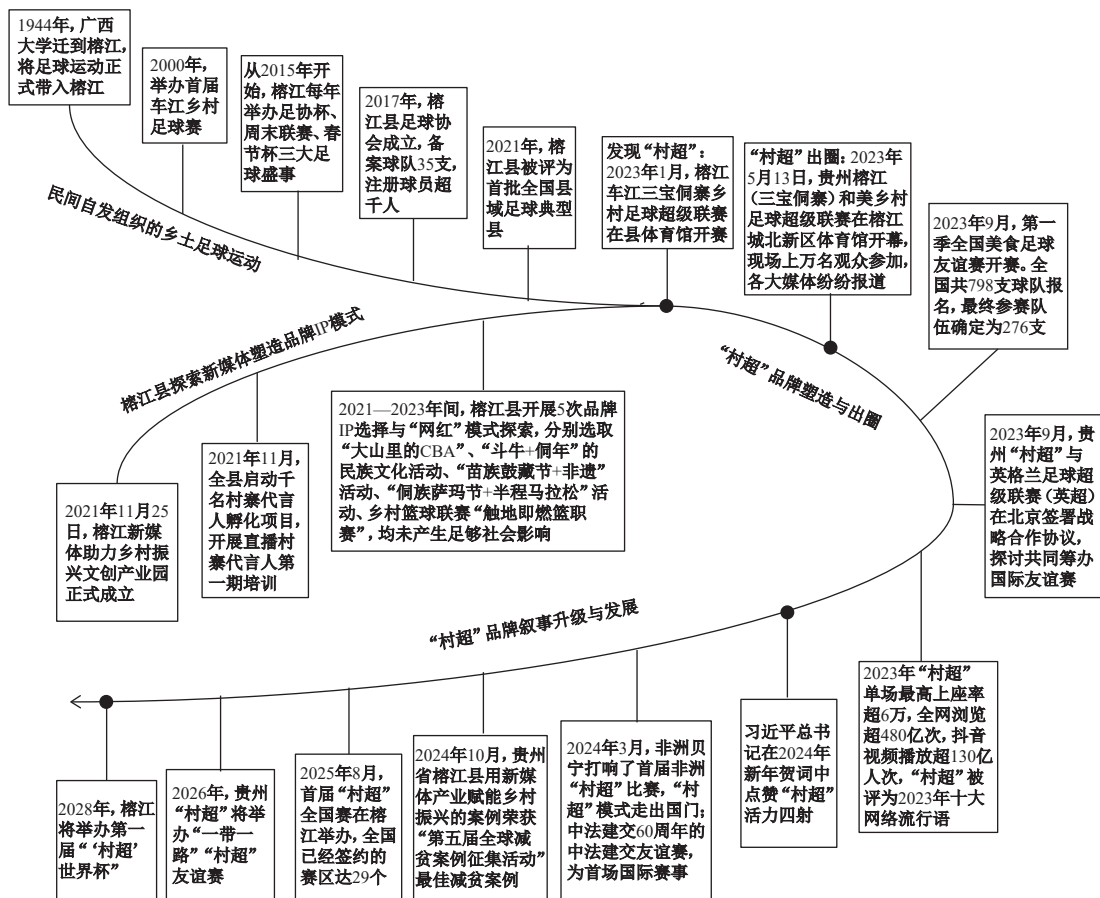 1944年，广西
大学迁到榕江，
将足球运动正
式带入榕江
2000年，
举办首届
车江乡村
足球赛
从2015年开
始，榕江每年
举办足协杯、
周末联赛、春
节杯三大足
球盛事
2017年，榕
江县足球协
会成立，备
案球队35支，
注册球员超
千人
2021年，榕
江县被评为
首批全国县
域足球典型
县
发现“村超”：
2023年1月，榕江
车江三宝侗寨乡
村足球超级联赛
在县体育馆开赛
“村超”出圈：2023年
5月13日，贵州榕江
（三宝侗寨）和美乡村
足球超级联赛在榕江
城北新区体育馆开幕，
现场上万名观众参加，
各大媒体纷纷报道
2023年9月，第一
季全国美食足球
友谊赛开赛。全
国共798支球队报
名，最终参赛队
伍确定为276支
民间自发组织的乡土足球运动
榕江县探索新媒体塑造品牌IP模式
“村超”品牌塑造与出圈
2021年11月25
日，榕江新媒
体助力乡村振
兴文创产业园
正式成立
2021年11月，
全县启动千
名村寨代言
人孵化项目，
开展直播村
寨代言人第
一期培训
2021—2023年间，榕江县开展5次品牌
IP选择与“网红”模式探索，分别选取
“大山里的CBA”、“斗牛+侗年”的
民族文化活动、“苗族鼓藏节+非遗”
活动、“侗族萨玛节+半程马拉松”活
动、乡村篮球联赛“触地即燃篮职
赛”，均未产生足够社会影响
2023年9月，贵
州“村超”与
英格兰足球超
级联赛（英超）
在北京签署战
略合作协议，
探讨共同筹办
国际友谊赛
“村超”品牌叙事升级与发展
2023年“村超”
单场最高上座率
超6万，全网浏览
超480亿次，抖音
视频播放超130亿
人次，“村超”被
评为2023年十大
网络流行语
习近平总书
记在2024年
新年贺词中
点赞“村超”
活力四射
2024年3月，非洲贝
宁打响了首届非洲
“村超”比赛，“村
超”模式走出国门；
中法建交60周年的
中法建交友谊赛，
为首场国际赛事
2024年10月，贵州
省榕江县用新媒
体产业赋能乡村
振兴的案例荣获
“第五届全球减
贫案例征集活动”
最佳减贫案例
2025年8月，
首届“村超”
全国赛在榕
江举办，全国
已经签约的
赛区达29个
2026年，贵州
“村超”将举
办“一带一
路”“村超”
友谊赛
2028年，榕江
将举办第一
届“‘村超’
世界杯”